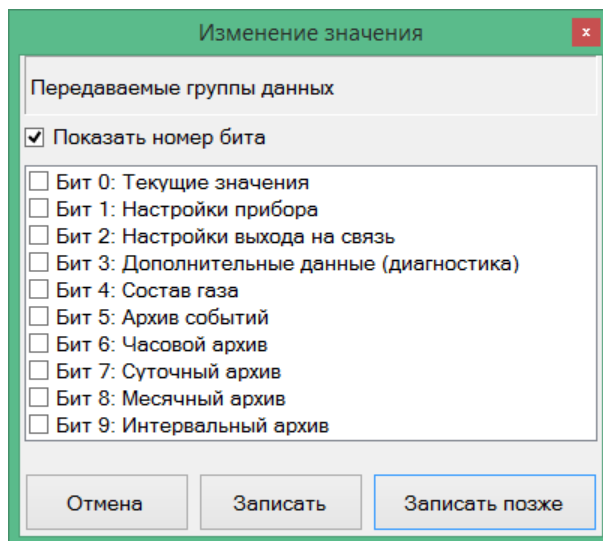 Изменение значения
x
Передаваемые группы данных
Показать номер бита
Бит 0: Текущие значения
Бит 1: Настройки прибора
Бит 2: Настройки выхода на связь
Бит 3: Дополнительные данные (диагностика)
Бит 4: Состав газа
Бит 5: Архив событий
Бит 6: Часовой архив
Бит 7: Суточный архив
Бит 8: Месячный архив
Бит 9: Интервальный архив
Отмена Записать Записать позже